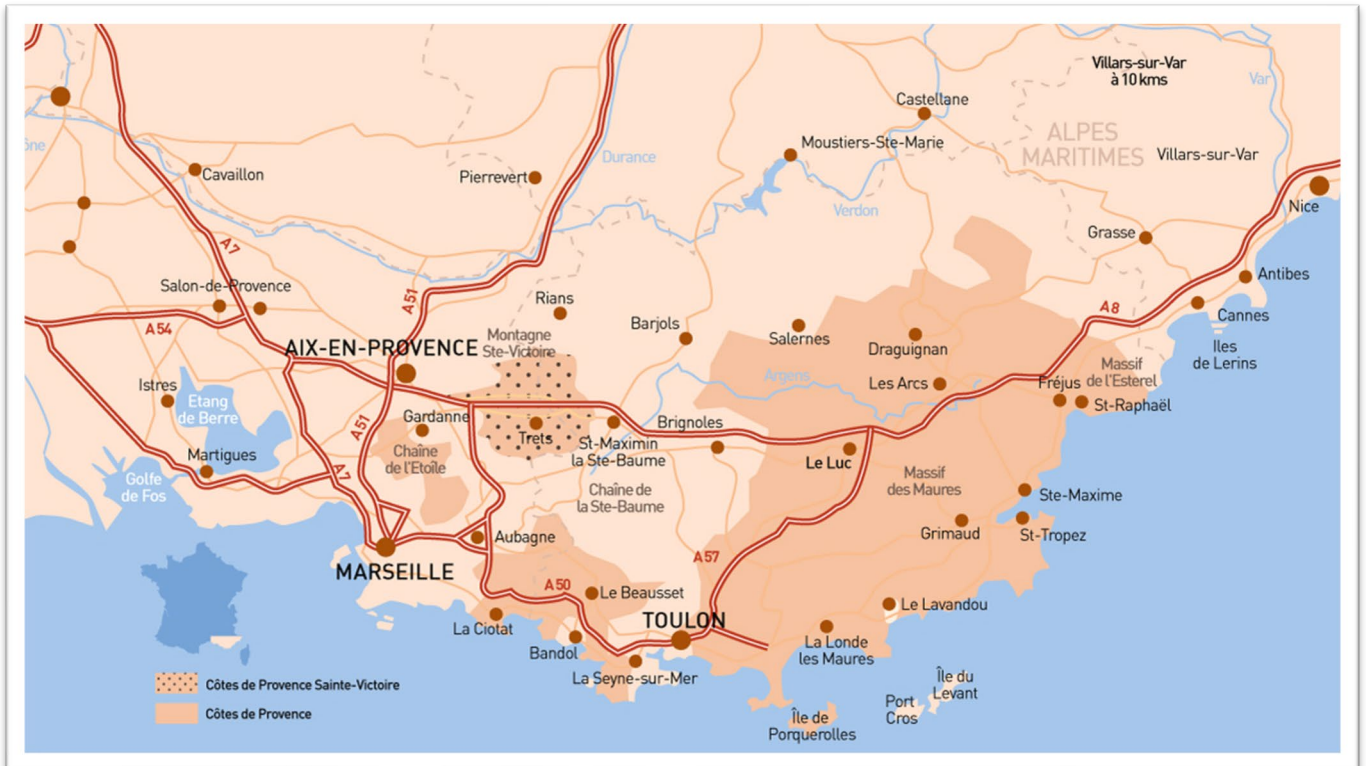 Villars-sur-Var
à 10 kms
Var
Castellane
ALPES
MARITIMES
Moustiers-Ste-Marie
Villars-sur-Var
Durance
Cavaillon
Pierrevert
Verdon
Nice
Grasse
A7
Antibes
Salon-de-Provence
A51
Rians
A8
Cannes
A54
Barjols
Salernes
Montagne
Ste-Victoire
AIX-EN-PROVENCE
Draguignan
Iles
de Lerins
Massif
de l'Esterel
Istres
Argens
Les Arcs
Fréjus
St-Raphaël
Etang
de Berre
Gardanne
A51
Trets
St-Maximin
la Ste-Baume
Brignoles
Martigues
Chaîne
de l'Etoile
Le Luc
A7
Golfe
de Fos
Chaîne de
la Ste-Baume
Massif
des Maures
Ste-Maxime
Grimaud
St-Tropez
Aubagne
A57
MARSEILLE
A50
Le Beausset
Le Lavandou
TOULON
La Ciotat
Bandol
La Londe
les Maures
La Seyne-sur-Mer
Île du
Levant
Port
Cros
Île de
Porquerolles
Côtes de Provence Sainte-Victoire
Côtes de Provence